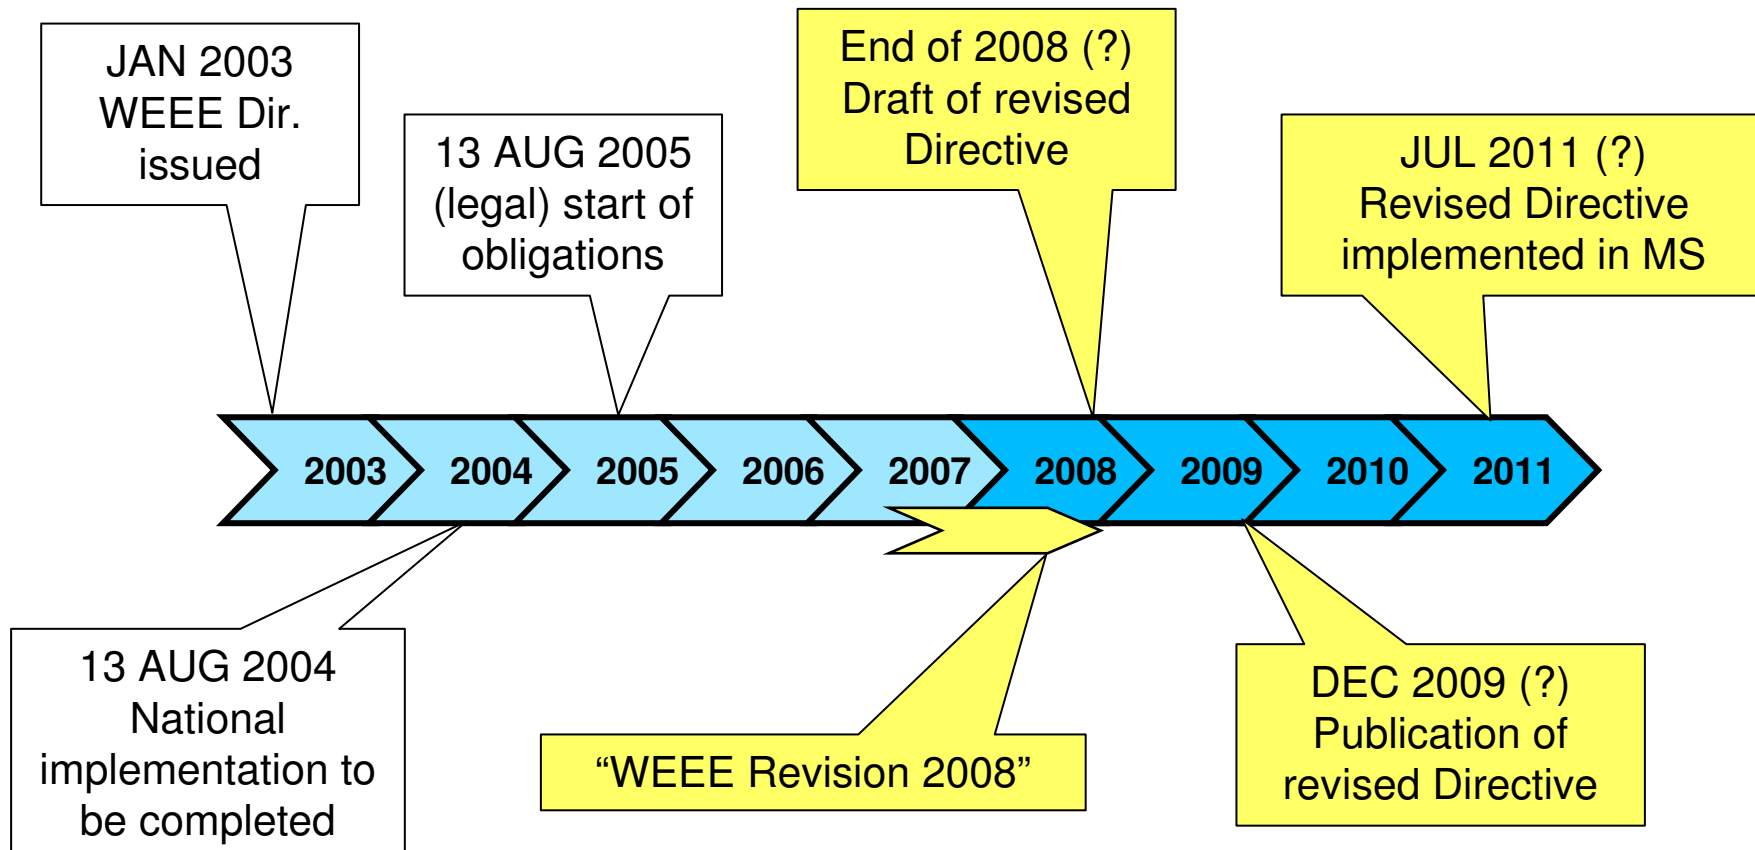 JAN 2003
WEEE Dir.
issued
13 AUG 2005
(legal) start of
obligations
End of 2008 (?)
Draft of revised
Directive
JUL 2011 (?)
Revised Directive
implemented in MS
2003
2004
2005
2006
2007
2008
2009
2010
2011
13 AUG 2004
National
implementation to
be completed
“WEEE Revision 2008”
DEC 2009 (?)
Publication of
revised Directive